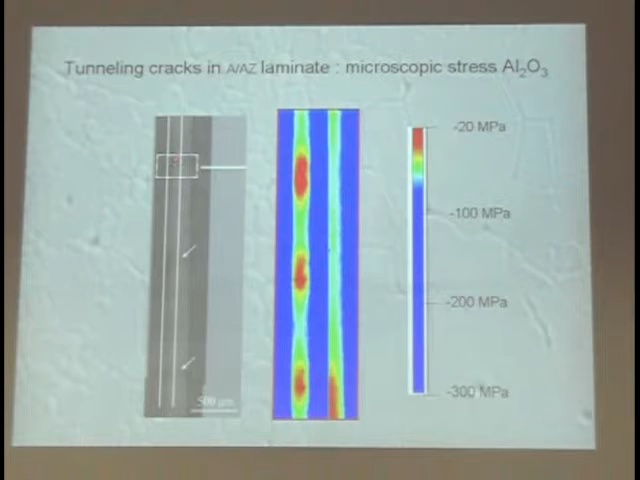 Tunneling cracks in A/AZ laminate : microscopic stress Al₂O₃
-20 MPa
-100 MPa
-200 MPa
-300 MPa
500 µm